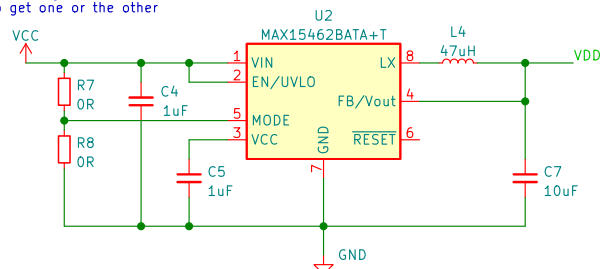 get one or the other
U2
MAX15462BATA+T
VCC
L4
47uH
VDD
1 VIN
LX 8
2 EN/UVLO
R7
0R
C4
1uF
FB/Vout 4
5 MODE
3 VCC
RESET 6
GND
7
R8
0R
C5
1uF
C7
10uF
GND